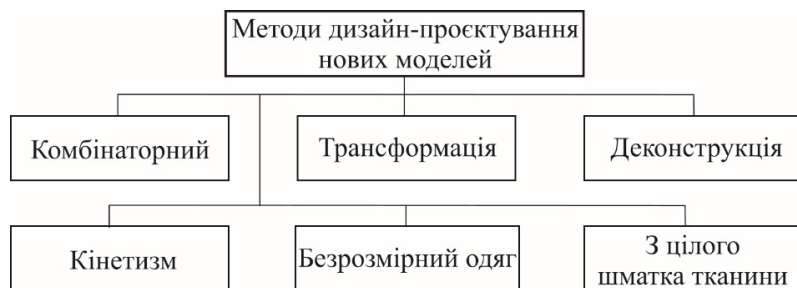 Методи дизайн-проєктування
нових моделей
Комбінаторний
Трансформація
Деконструкція
Кінетизм
Безрозмірний одяг
З цілого
шматка тканини